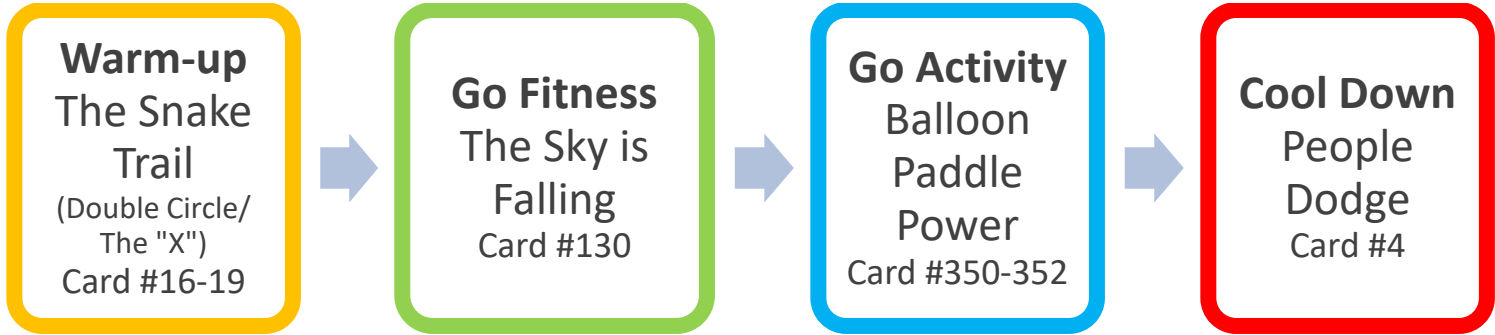 Warm-up
The Snake
Trail
(Double Circle/
The "X")
Card #16-19
Go Fitness
The Sky is
Falling
Card #130
Go Activity
Balloon
Paddle
Power
Card #350-352
Cool Down
People
Dodge
Card #4